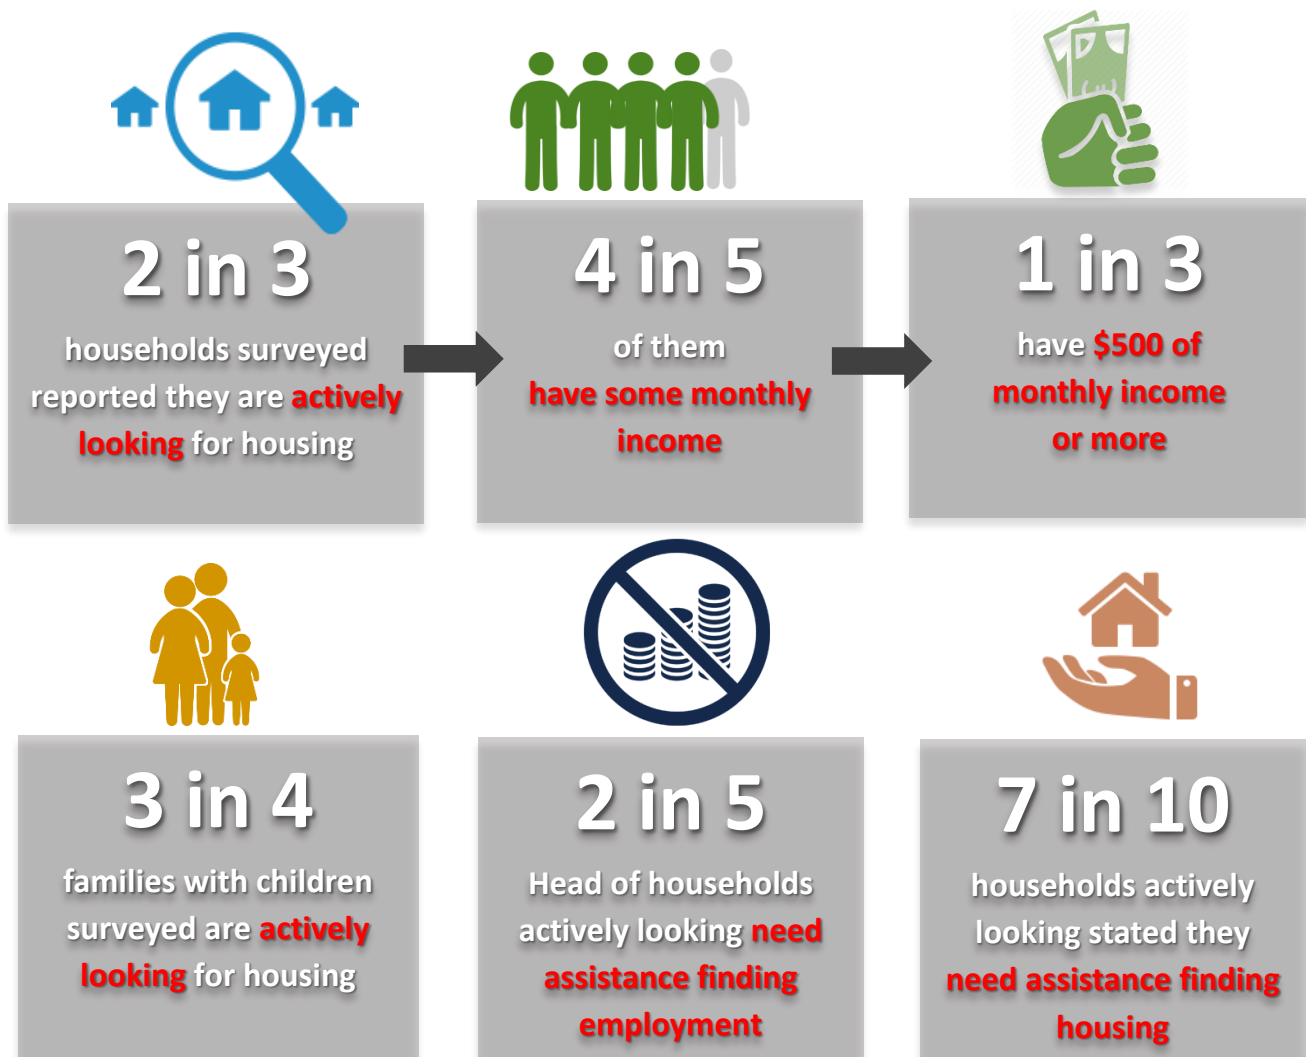 2 in 3
households surveyed
reported they are actively
looking for housing
4 in 5
of them
have some monthly
income
1 in 3
have $500 of
monthly income
or more
3 in 4
families with children
surveyed are actively
looking for housing
2 in 5
Head of households
actively looking need
assistance finding
employment
7 in 10
households actively
looking stated they
need assistance finding
housing